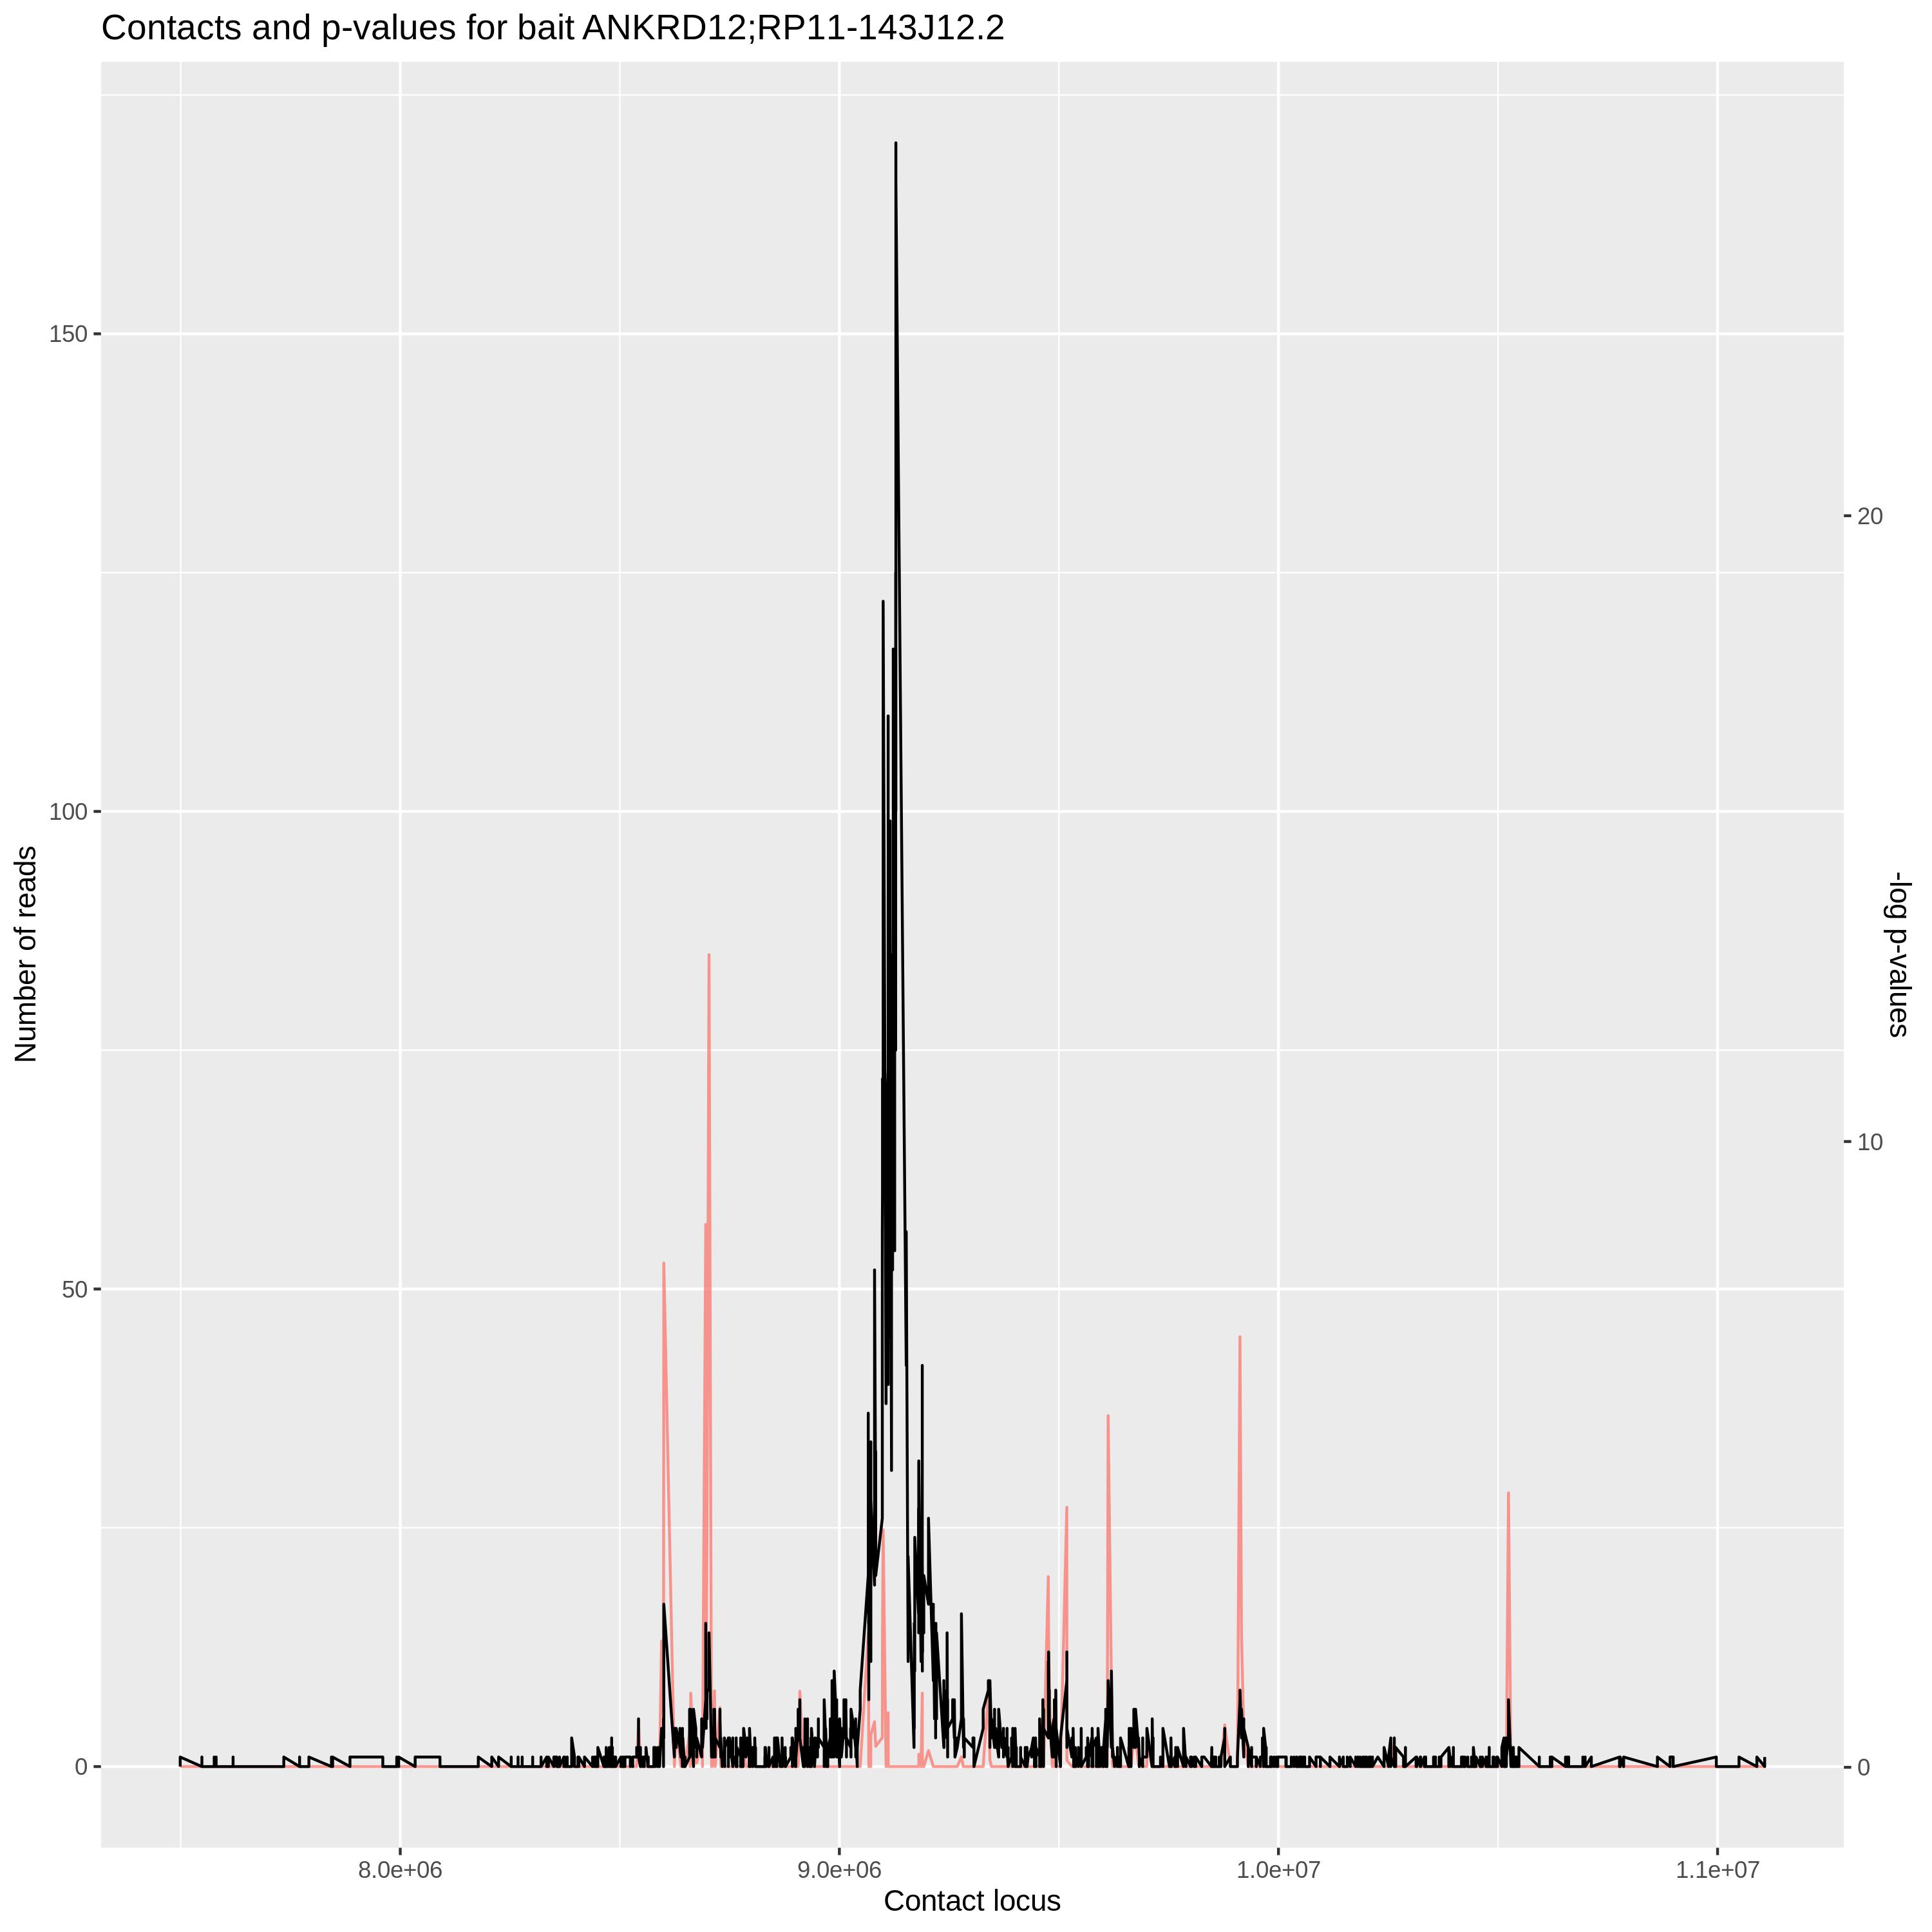 Contacts and p-values for bait ANKRD12;RP11-143J12.2
150
100
50
0
Number of reads
20
10
0
-log p-values
8.0e+06
9.0e+06
1.0e+07
1.1e+07
Contact locus